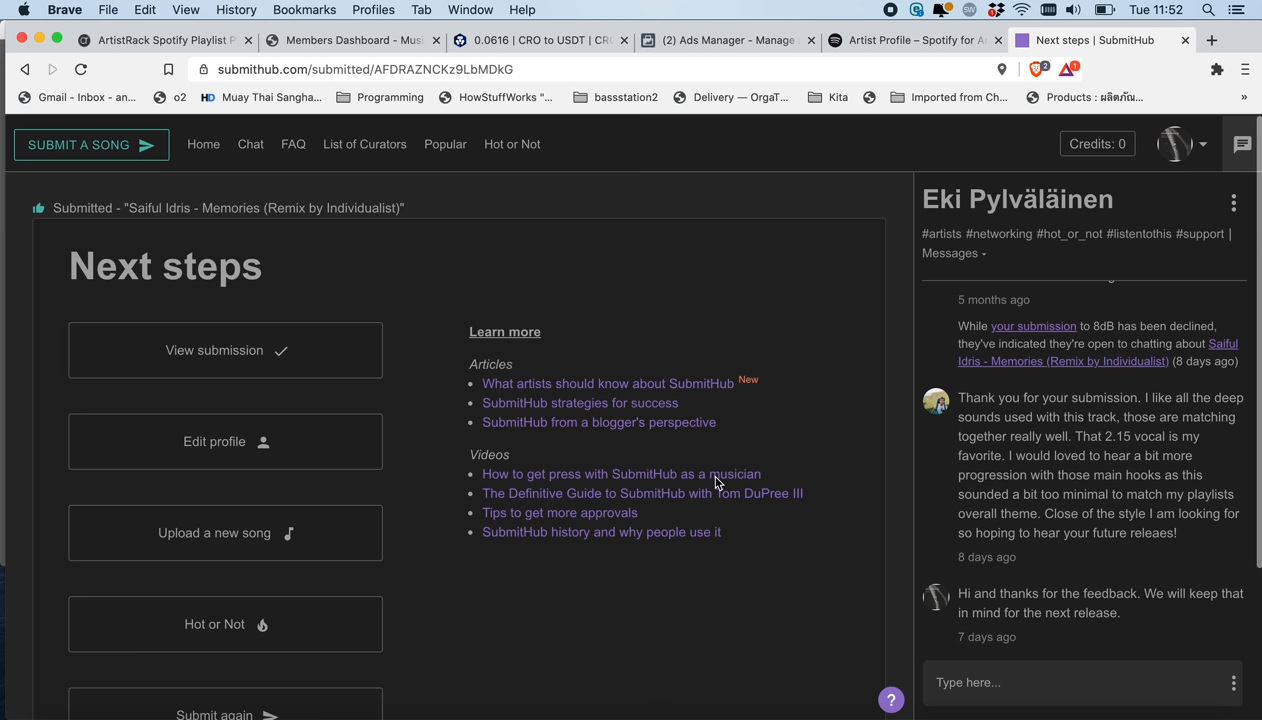 Brave File Edit View History Bookmarks Profiles Tab Window Help Tue 11:52
ArtistRack Spotify Playlist P
Members Dashboard - Musi
0.0616 | CRO to USDT | CR
(2) Ads Manager - Manage
Artist Profile – Spotify for A
Next steps | SubmitHub
submithub.com/submitted/AFDRAZNCKz9LbMDkG
2 1
Gmail - Inbox - an... o2 HD Muay Thai Sangha... Programming HowStuffWorks "... bassstation2 Delivery — OrgaT... Kita Imported from Ch... Products : ผลิตภัณ... »
SUBMIT A SONG Home Chat FAQ List of Curators Popular Hot or Not Credits: 0
Submitted - "Saiful Idris - Memories (Remix by Individualist)"
Next steps
View submission
Edit profile
Upload a new song
Hot or Not
Submit again
Learn more
Articles
What artists should know about SubmitHub New
SubmitHub strategies for success
SubmitHub from a blogger's perspective
Videos
How to get press with SubmitHub as a musician
The Definitive Guide to SubmitHub with Tom DuPree III
Tips to get more approvals
SubmitHub history and why people use it
?
Eki Pylväläinen
#artists #networking #hot_or_not #listentothis #support |
Messages
5 months ago
While your submission to 8dB has been declined,
they've indicated they're open to chatting about Saiful
Idris - Memories (Remix by Individualist) (8 days ago)
Thank you for your submission. I like all the deep
sounds used with this track, those are matching
together really well. That 2.15 vocal is my
favorite. I would loved to hear a bit more
progression with those main hooks as this
sounded a bit too minimal to match my playlists
overall theme. Close of the style I am looking for
so hoping to hear your future releaes!
8 days ago
Hi and thanks for the feedback. We will keep that
in mind for the next release.
7 days ago
Type here...